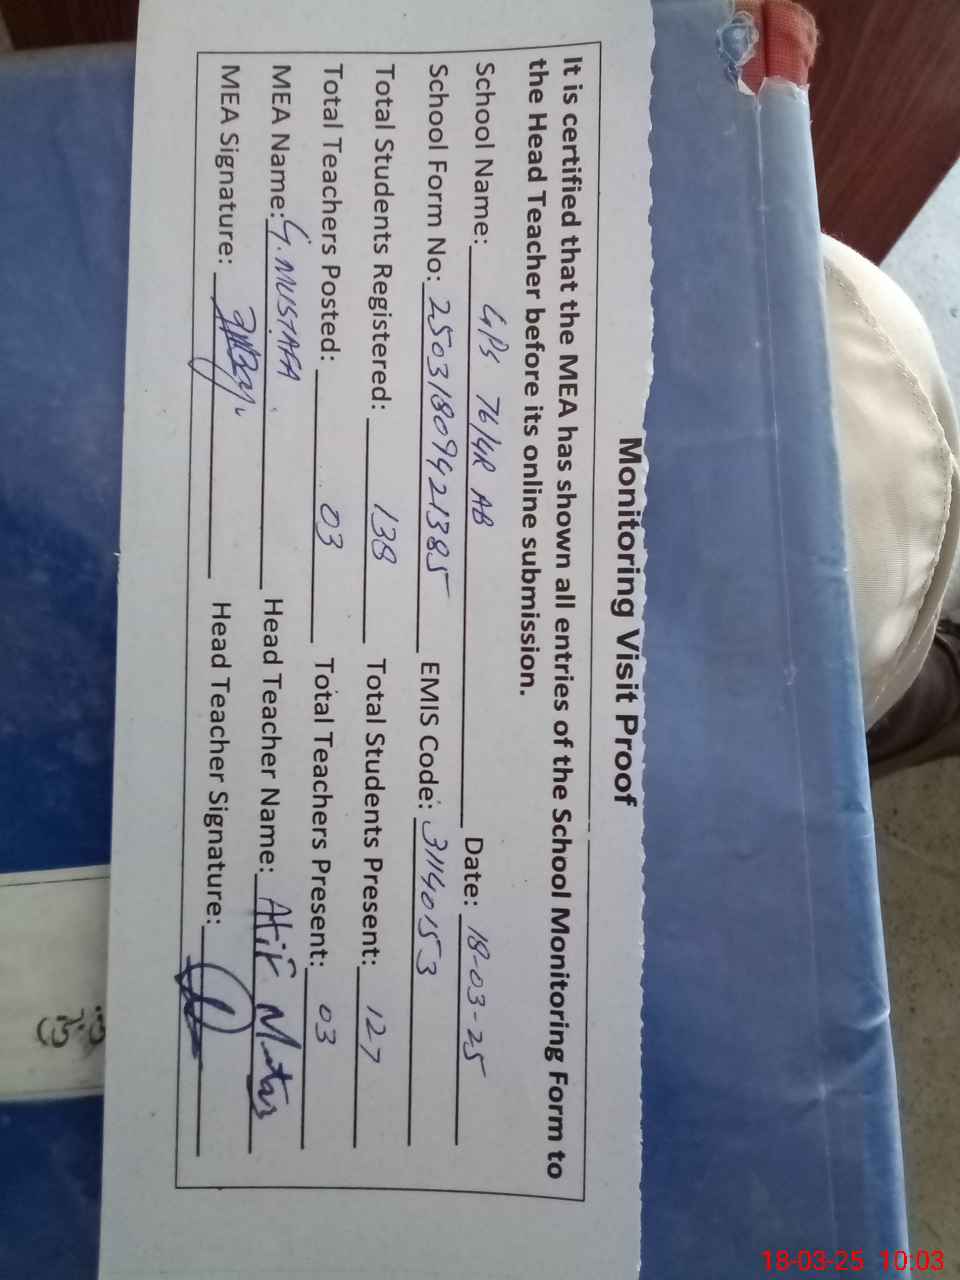 Monitoring Visit Proof
It is certified that the MEA has shown all entries of the School Monitoring Form to
the Head Teacher before its online submission.
School Name: GPS 76/4R AB Date: 18-03-25
School Form No: 25031809421385 EMIS Code: 31140153
Total Students Registered: 138 Total Students Present: 127
Total Teachers Posted: 03 Total Teachers Present: 03
MEA Name: G. MUSTAFA Head Teacher Name: Atif
MEA Signature: Head Teacher Signature:
18-03-25 10:03